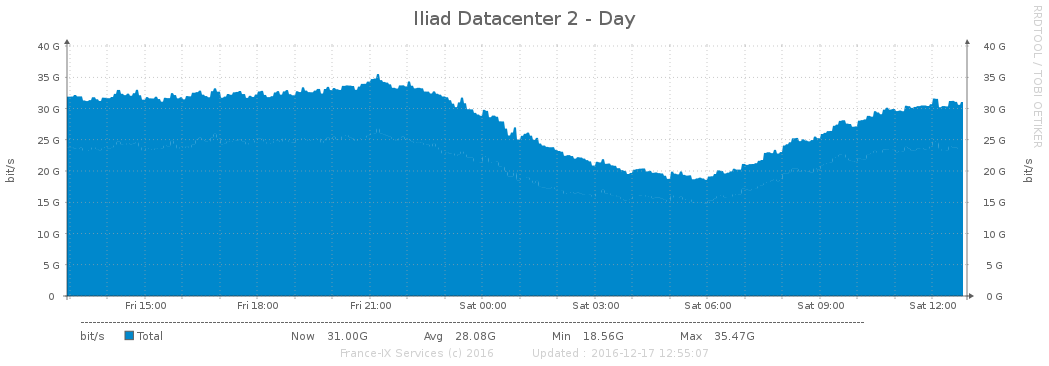 Iliad Datacenter 2 - Day
RRDTOOL / TOBI OETIKER
bit/s
40 G
35 G
30 G
25 G
20 G
15 G
10 G
5 G
0
40 G
35 G
30 G
25 G
20 G
15 G
10 G
5 G
0 G
bit/s
Fri 15:00 Fri 18:00 Fri 21:00 Sat 00:00 Sat 03:00 Sat 06:00 Sat 09:00 Sat 12:00
bit/s Total Now 31.00G Avg 28.08G Min 18.56G Max 35.47G
France-IX Services (c) 2016 Updated : 2016-12-17 12:55:07